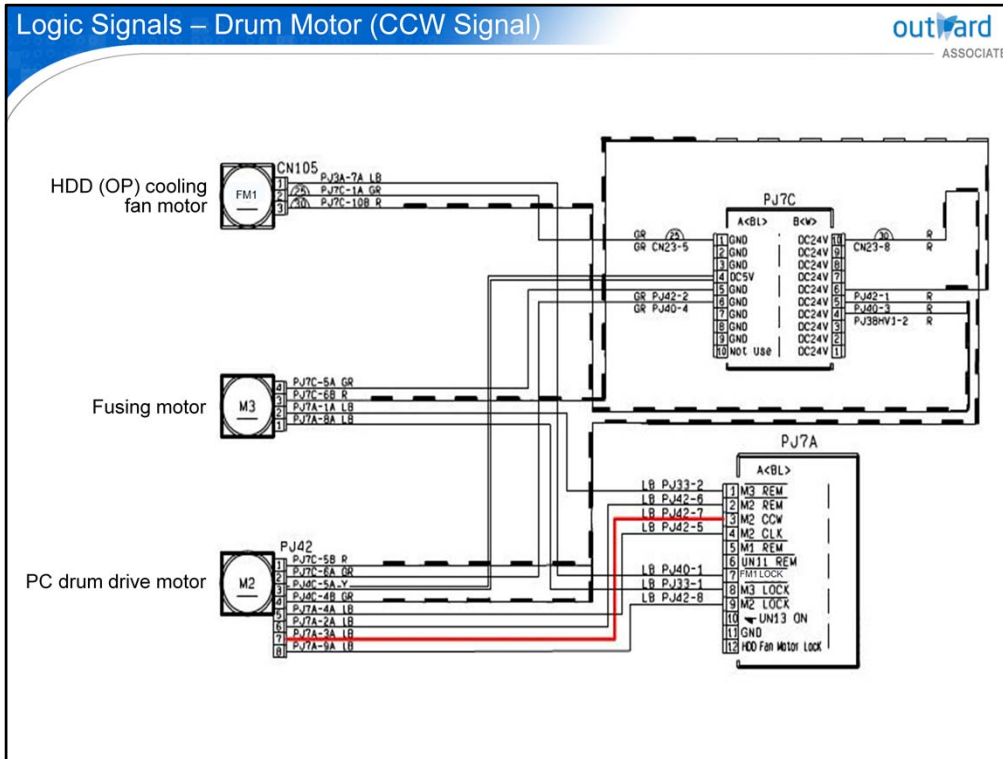 Logic Signals – Drum Motor (CCW Signal)
outward
ASSOCIATE
HDD (OP) cooling
fan motor
FM1
CN105
1 PJ3A-7A LB
2 25 PJ7C-1A GR
3 30 PJ7C-10B R
PJ7C
A<BL> B<W>
GR 25
GR CN23-5
GR PJ42-2
GR PJ40-4
1 GND
2 GND
3 GND
4 DC5V
5 GND
6 GND
7 GND
8 GND
9 GND
10 Not Use
DC24V 10
DC24V 9
DC24V 8
DC24V 7
DC24V 6
DC24V 5
DC24V 4
DC24V 3
DC24V 2
DC24V 1
30 R
CN23-8 R
PJ42-1 R
PJ40-3 R
PJ38HV1-2 R
Fusing motor
M3
4 PJ7C-5A GR
3 PJ7C-6B R
2 PJ7A-1A LB
1 PJ7A-8A LB
PJ7A
A<BL>
LB PJ33-2
LB PJ42-6
LB PJ42-7
LB PJ42-5
LB PJ40-1
LB PJ33-1
LB PJ42-8
1 M3 REM
2 M2 REM
3 M2 CCW
4 M2 CLK
5 M1 REM
6 UN11 REM
7 FM1 LOCK
8 M3 LOCK
9 M2 LOCK
10 UN13 ON
11 GND
12 HDD Fan Motor LocK
PC drum drive motor
M2
PJ42
1 PJ7C-5B R
2 PJ7C-6A GR
3 PJ4C-5A Y
4 PJ4C-4B GR
5 PJ7A-4A LB
6 PJ7A-2A LB
7 PJ7A-3A LB
8 PJ7A-9A LB